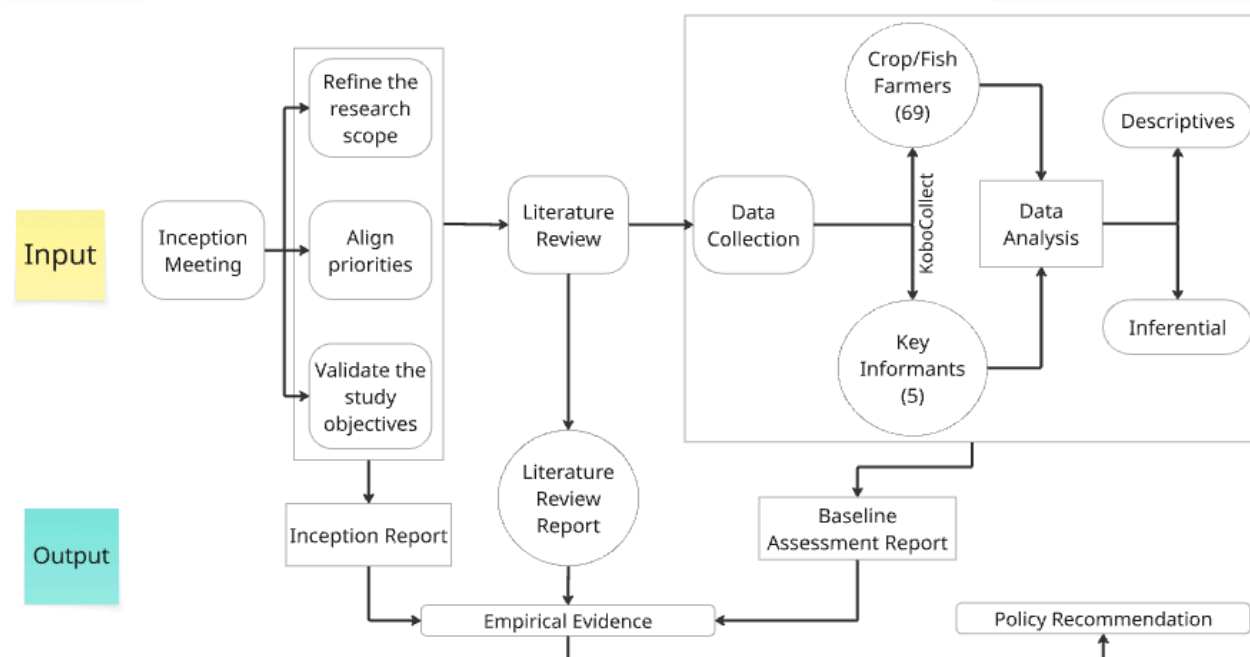 Input
Inception
Meeting
Refine the
research
scope
Align
priorities
Validate the
study
objectives
Literature
Review
Data
Collection
KoboCollect
Crop/Fish
Farmers
(69)
Key
Informants
(5)
Data
Analysis
Descriptives
Inferential
Output
Inception Report
Literature
Review
Report
Baseline
Assessment Report
Empirical Evidence
Policy Recommendation